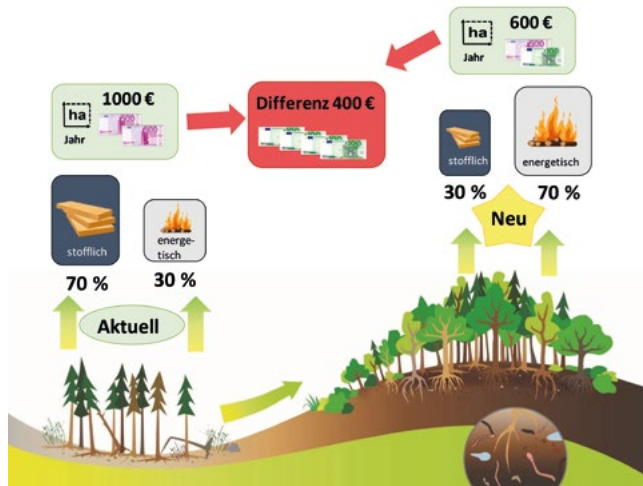 ha
Jahr
600 €
ha
Jahr
1000 €
Differenz 400 €
stofflich
30 %
energetisch
70 %
Neu
stofflich
70 %
energe-
tisch
30 %
Aktuell